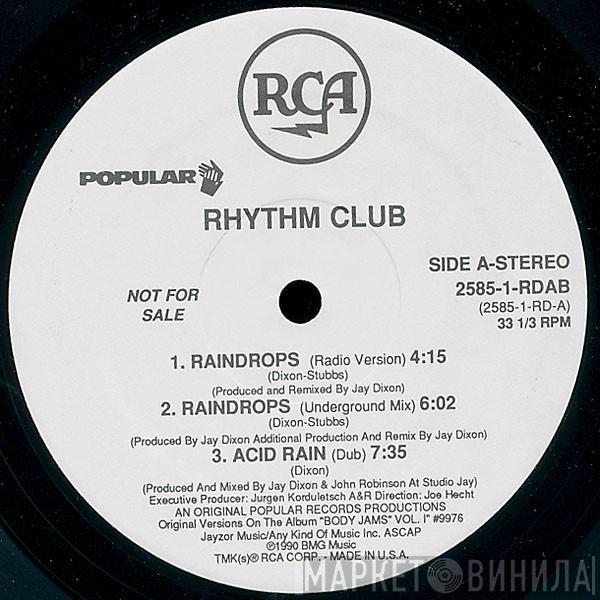 RCA
POPULAR
RHYTHM CLUB
SIDE A-STEREO
2585-1-RDAB
(2585-1-RD-A)
33 1/3 RPM
NOT FOR
SALE
1. RAINDROPS (Radio Version) 4:15
(Dixon-Stubbs)
(Produced and Remixed By Jay Dixon)
2. RAINDROPS (Underground Mix) 6:02
(Dixon-Stubbs)
(Produced By Jay Dixon Additional Production And Remix By Jay Dixon)
3. ACID RAIN (Dub) 7:35
(Dixon)
(Produced And Mixed By Jay Dixon & John Robinson At Studio Jay)
Executive Producer: Jurgen Korduletsch A&R Direction: Joe Hecht
AN ORIGINAL POPULAR RECORDS PRODUCTIONS
Original Versions On The Album "BODY JAMS" VOL. I" #9976
Jayzor Music/Any Kind Of Music Inc. ASCAP
℗1990 BMG Music
TMK(s)® RCA CORP. - MADE IN U.S.A.
МАРКЕТ ВИНИЛА